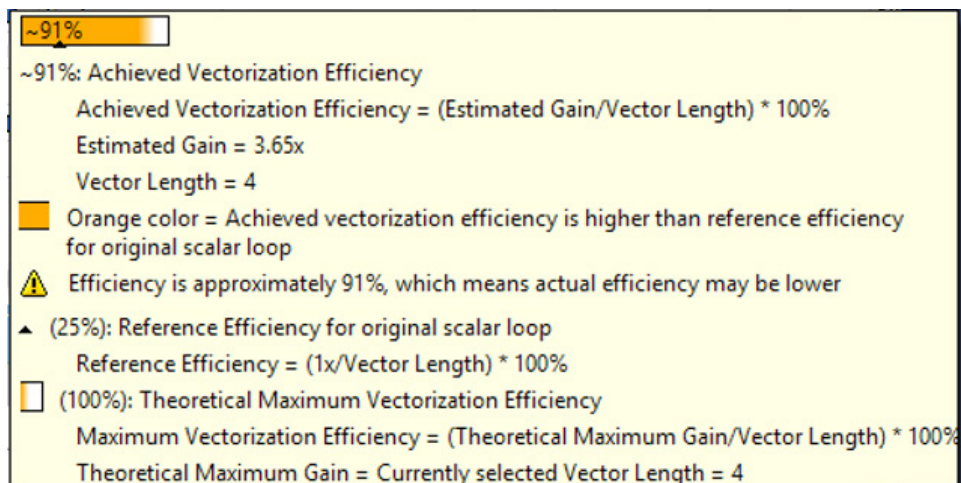 ~91%
~91%: Achieved Vectorization Efficiency
Achieved Vectorization Efficiency = (Estimated Gain/Vector Length) * 100%
Estimated Gain = 3.65x
Vector Length = 4
Orange color = Achieved vectorization efficiency is higher than reference efficiency
for original scalar loop
Efficiency is approximately 91%, which means actual efficiency may be lower
(25%): Reference Efficiency for original scalar loop
Reference Efficiency = (1x/Vector Length) * 100%
(100%): Theoretical Maximum Vectorization Efficiency
Maximum Vectorization Efficiency = (Theoretical Maximum Gain/Vector Length) * 100%
Theoretical Maximum Gain = Currently selected Vector Length = 4